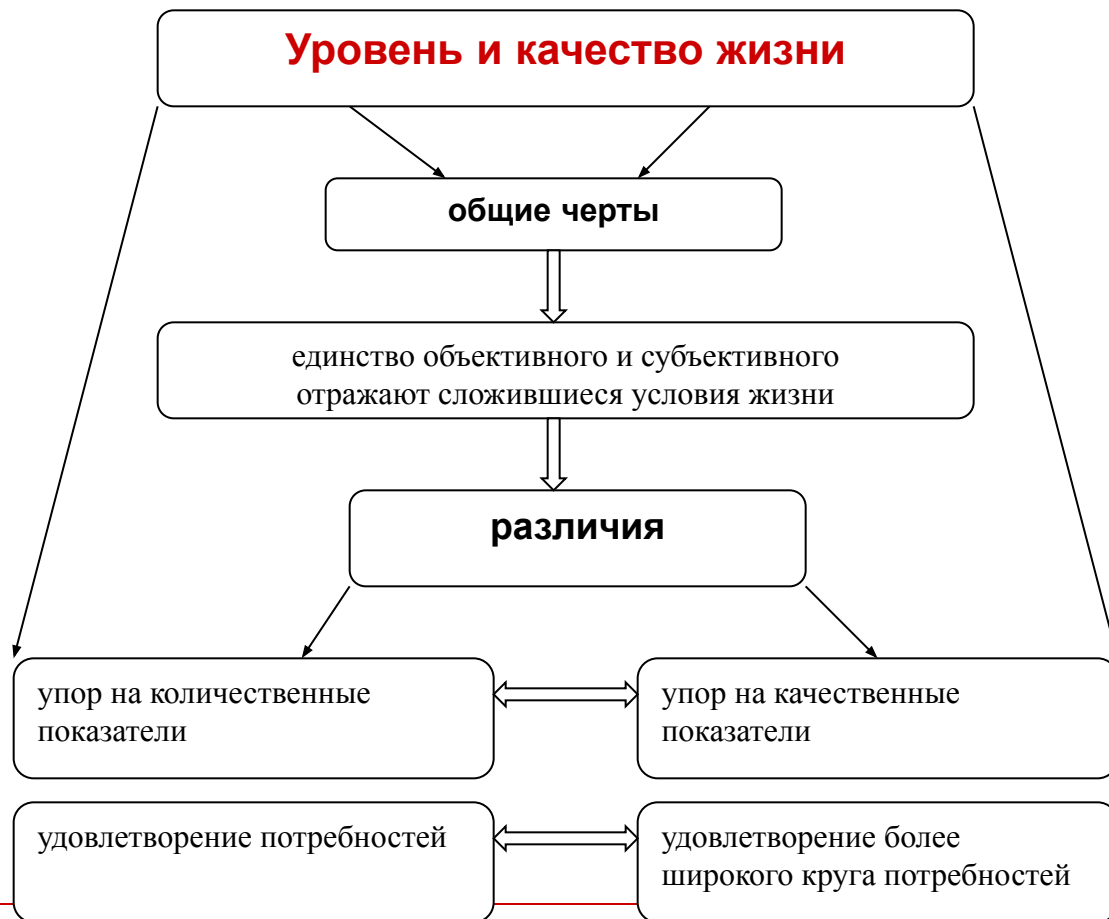 Уровень и качество жизни
общие черты
единство объективного и субъективного
отражают сложившиеся условия жизни
различия
упор на количественные
показатели
упор на качественные
показатели
удовлетворение потребностей
удовлетворение более
широкого круга потребностей